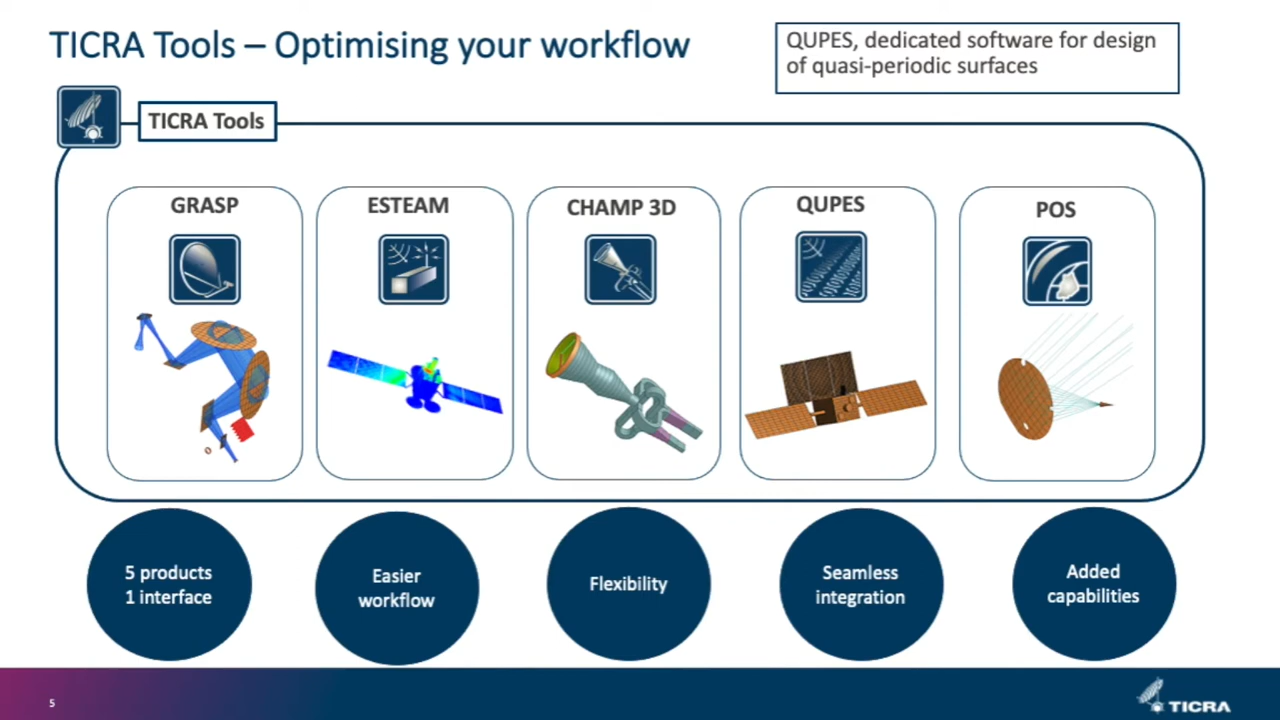 TICRA Tools – Optimising your workflow
QUPES, dedicated software for design
of quasi-periodic surfaces
TICRA Tools
GRASP
ESTEAM
CHAMP 3D
QUPES
POS
5 products
1 interface
Easier
workflow
Flexibility
Seamless
integration
Added
capabilities
5
TICRA